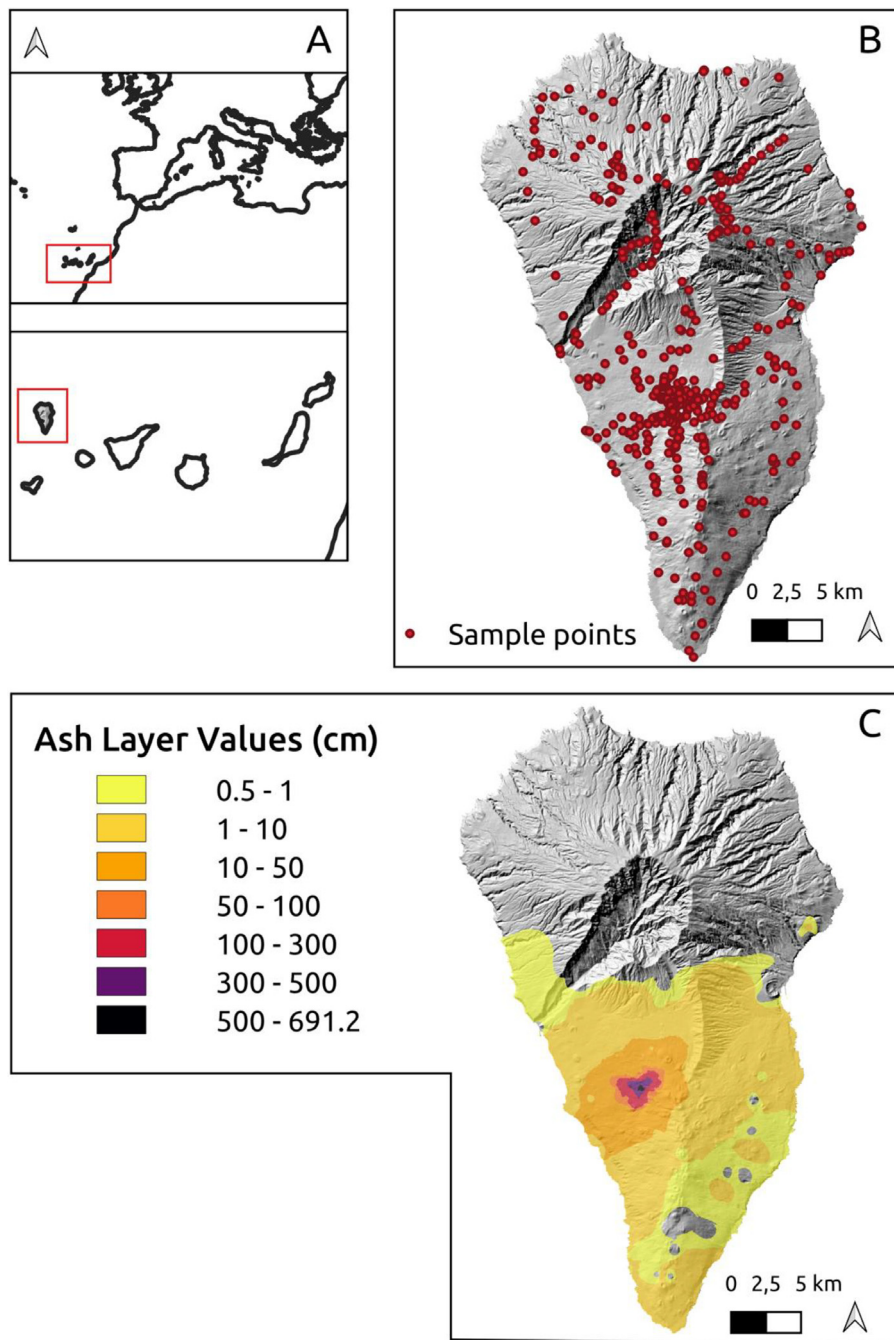 A
B
0 2,5 5 km
Sample points
C
Ash Layer Values (cm)
0.5 - 1
1 - 10
10 - 50
50 - 100
100 - 300
300 - 500
500 - 691.2
0 2,5 5 km